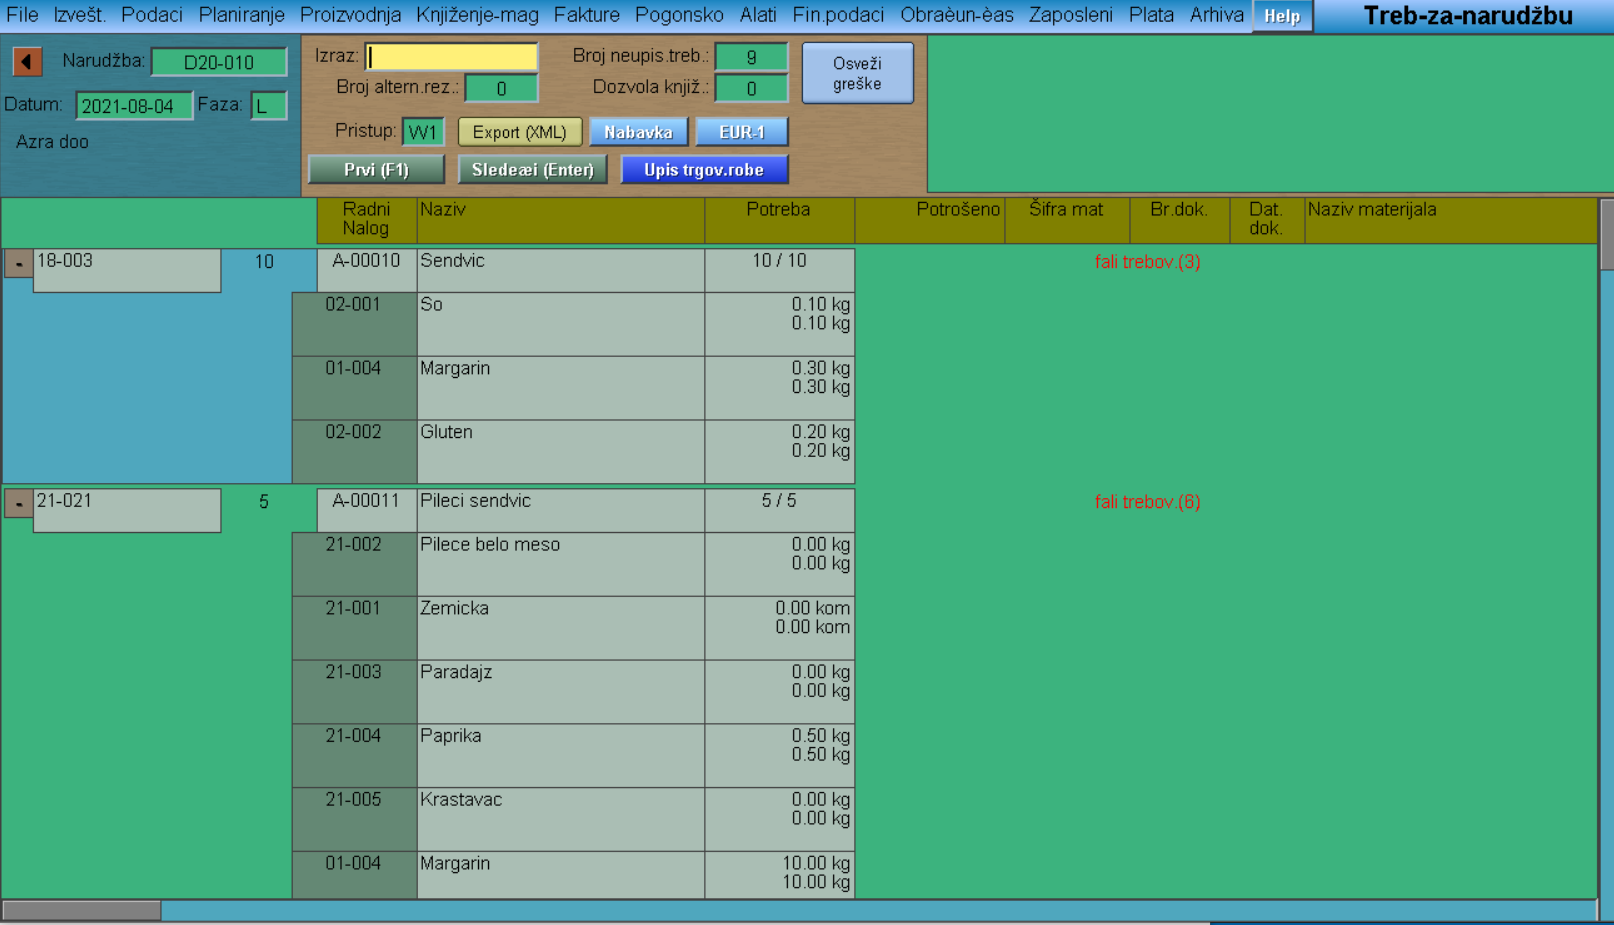 File Izvešt. Podaci Planiranje Proizvodnja Knjiženje-mag Fakture Pogonsko Alati Fin.podaci Obraèun-èas Zaposleni Plata Arhiva Help Treb-za-narudžbu
Narudžba: D20-010
Datum: 2021-08-04 Faza: L
Azra doo
Izraz: Broj neupis.treb.: 9
Broj altern.rez.: 0 Dozvola knjiž.: 0
Osveži
greške
Pristup: W1 Export (XML) Nabavka EUR-1
Prvi (F1) Sledeæi (Enter) Upis trgov.robe
Radni
Nalog
Naziv Potreba Potrošeno Šifra mat Br.dok. Dat.
dok.
Naziv materijala
- 18-003 10 A-00010 Sendvic 10 / 10 fali trebov.(3)
02-001 So 0.10 kg
0.10 kg
01-004 Margarin 0.30 kg
0.30 kg
02-002 Gluten 0.20 kg
0.20 kg
- 21-021 5 A-00011 Pileci sendvic 5 / 5 fali trebov.(6)
21-002 Pilece belo meso 0.00 kg
0.00 kg
21-001 Zemicka 0.00 kom
0.00 kom
21-003 Paradajz 0.00 kg
0.00 kg
21-004 Paprika 0.50 kg
0.50 kg
21-005 Krastavac 0.00 kg
0.00 kg
01-004 Margarin 10.00 kg
10.00 kg